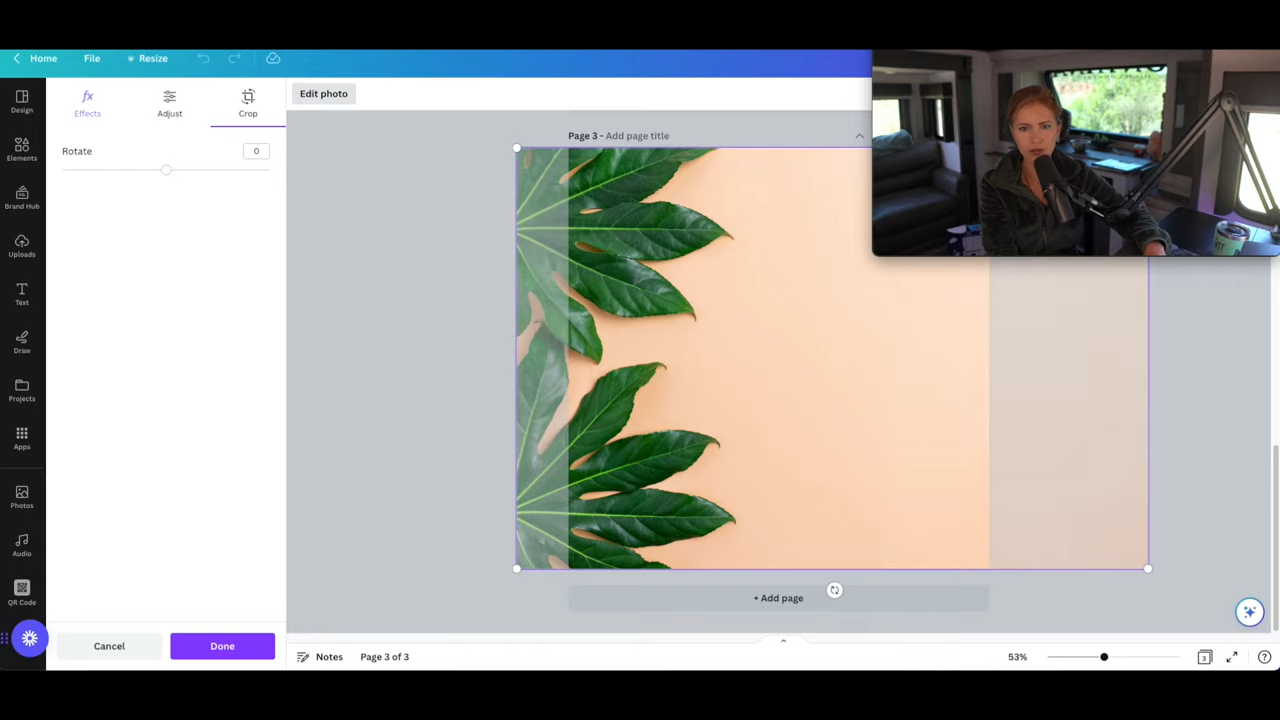 Home File Resize
Design
Elements
Brand Hub
Uploads
Text
Draw
Projects
Apps
Photos
Audio
QR Code
fx
Effects Adjust Crop
Rotate 0
Cancel Done
Edit photo
Page 3 - Add page title
+ Add page
Notes Page 3 of 3 53% 3 ?